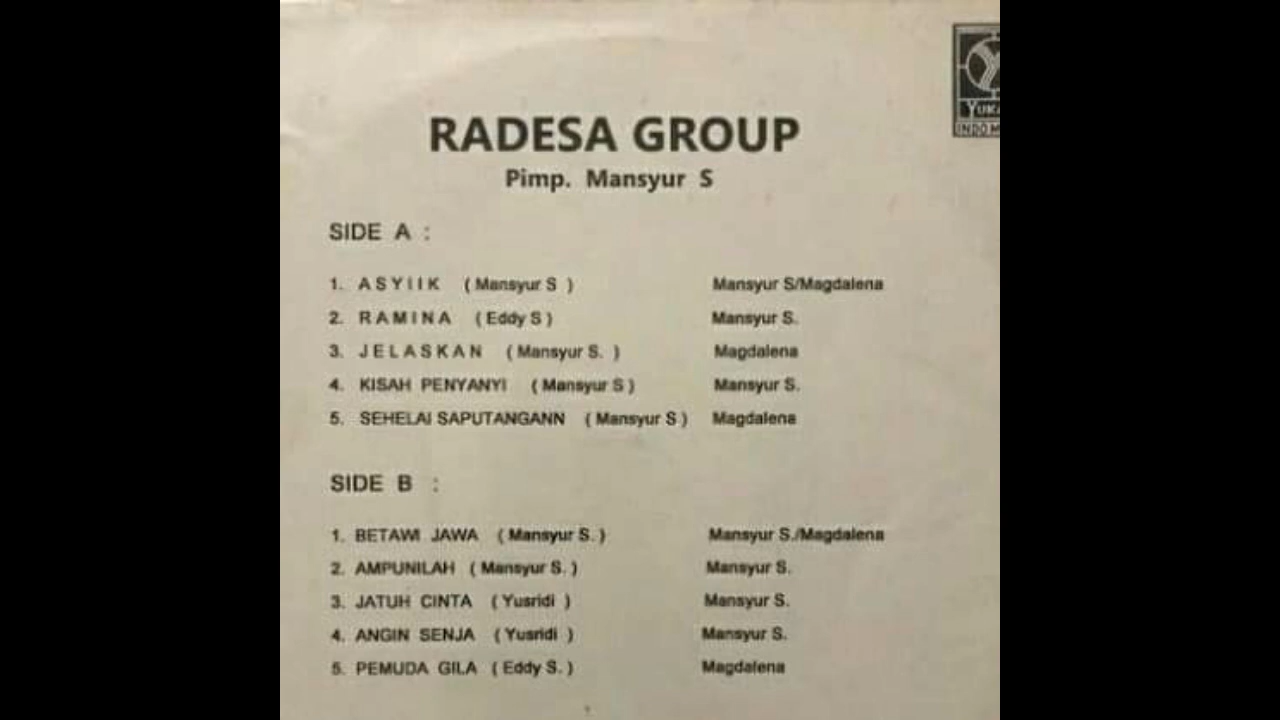 RADESA GROUP
Pimp. Mansyur S
SIDE A :
1. ASYIIK ( Mansyur S ) Mansyur S/Magdalena
2. RAMINA ( Eddy S ) Mansyur S.
3. JELASKAN ( Mansyur S. ) Magdalena
4. KISAH PENYANYI ( Mansyur S ) Mansyur S.
5. SEHELAI SAPUTANGANN ( Mansyur S ) Magdalena
SIDE B :
1. BETAWI JAWA ( Mansyur S. ) Mansyur S./Magdalena
2. AMPUNILAH ( Mansyur S. ) Mansyur S.
3. JATUH CINTA ( Yusridi ) Mansyur S.
4. ANGIN SENJA ( Yusridi ) Mansyur S.
5. PEMUDA GILA ( Eddy S. ) Magdalena